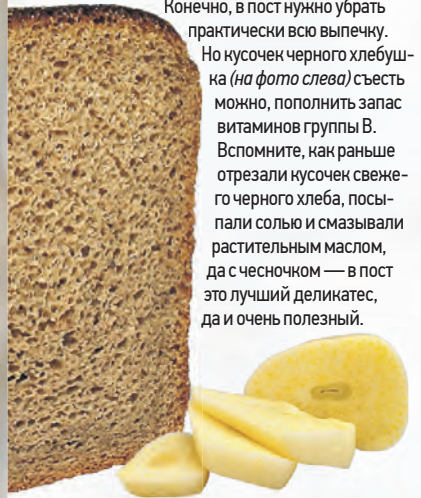 Конечно, в пост нужно убрать
практически всю выпечку.
Но кусочек черного хлебуш-
ка (на фото слева) съесть
можно, пополнить запас
витаминов группы В.
Вспомните, как раньше
отрезали кусочек свеже-
го черного хлеба, посы-
пали солью и смазывали
растительным маслом,
да с чесночком — в пост
это лучший деликатес,
да и очень полезный.